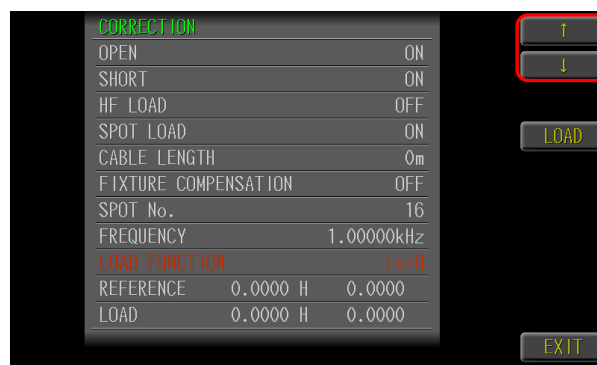 CORRECTION
OPEN ON
SHORT ON
HF LOAD OFF
SPOT LOAD ON
CABLE LENGTH 0m
FIXTURE COMPENSATION OFF
SPOT No. 16
FREQUENCY 1.00000kHz
LOAD FUNCTION Ls-Q
REFERENCE 0.0000 H 0.0000
LOAD 0.0000 H 0.0000
↑
↓
LOAD
EXIT